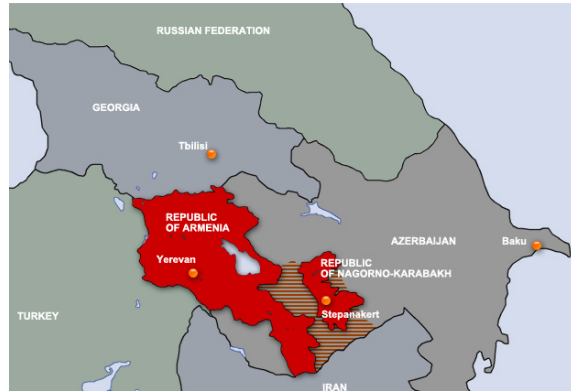 RUSSIAN FEDERATION
GEORGIA
Tbilisi
REPUBLIC
OF ARMENIA
AZERBAIJAN
Baku
Yerevan
REPUBLIC
OF NAGORNO-KARABAKH
Stepanakert
TURKEY
IRAN